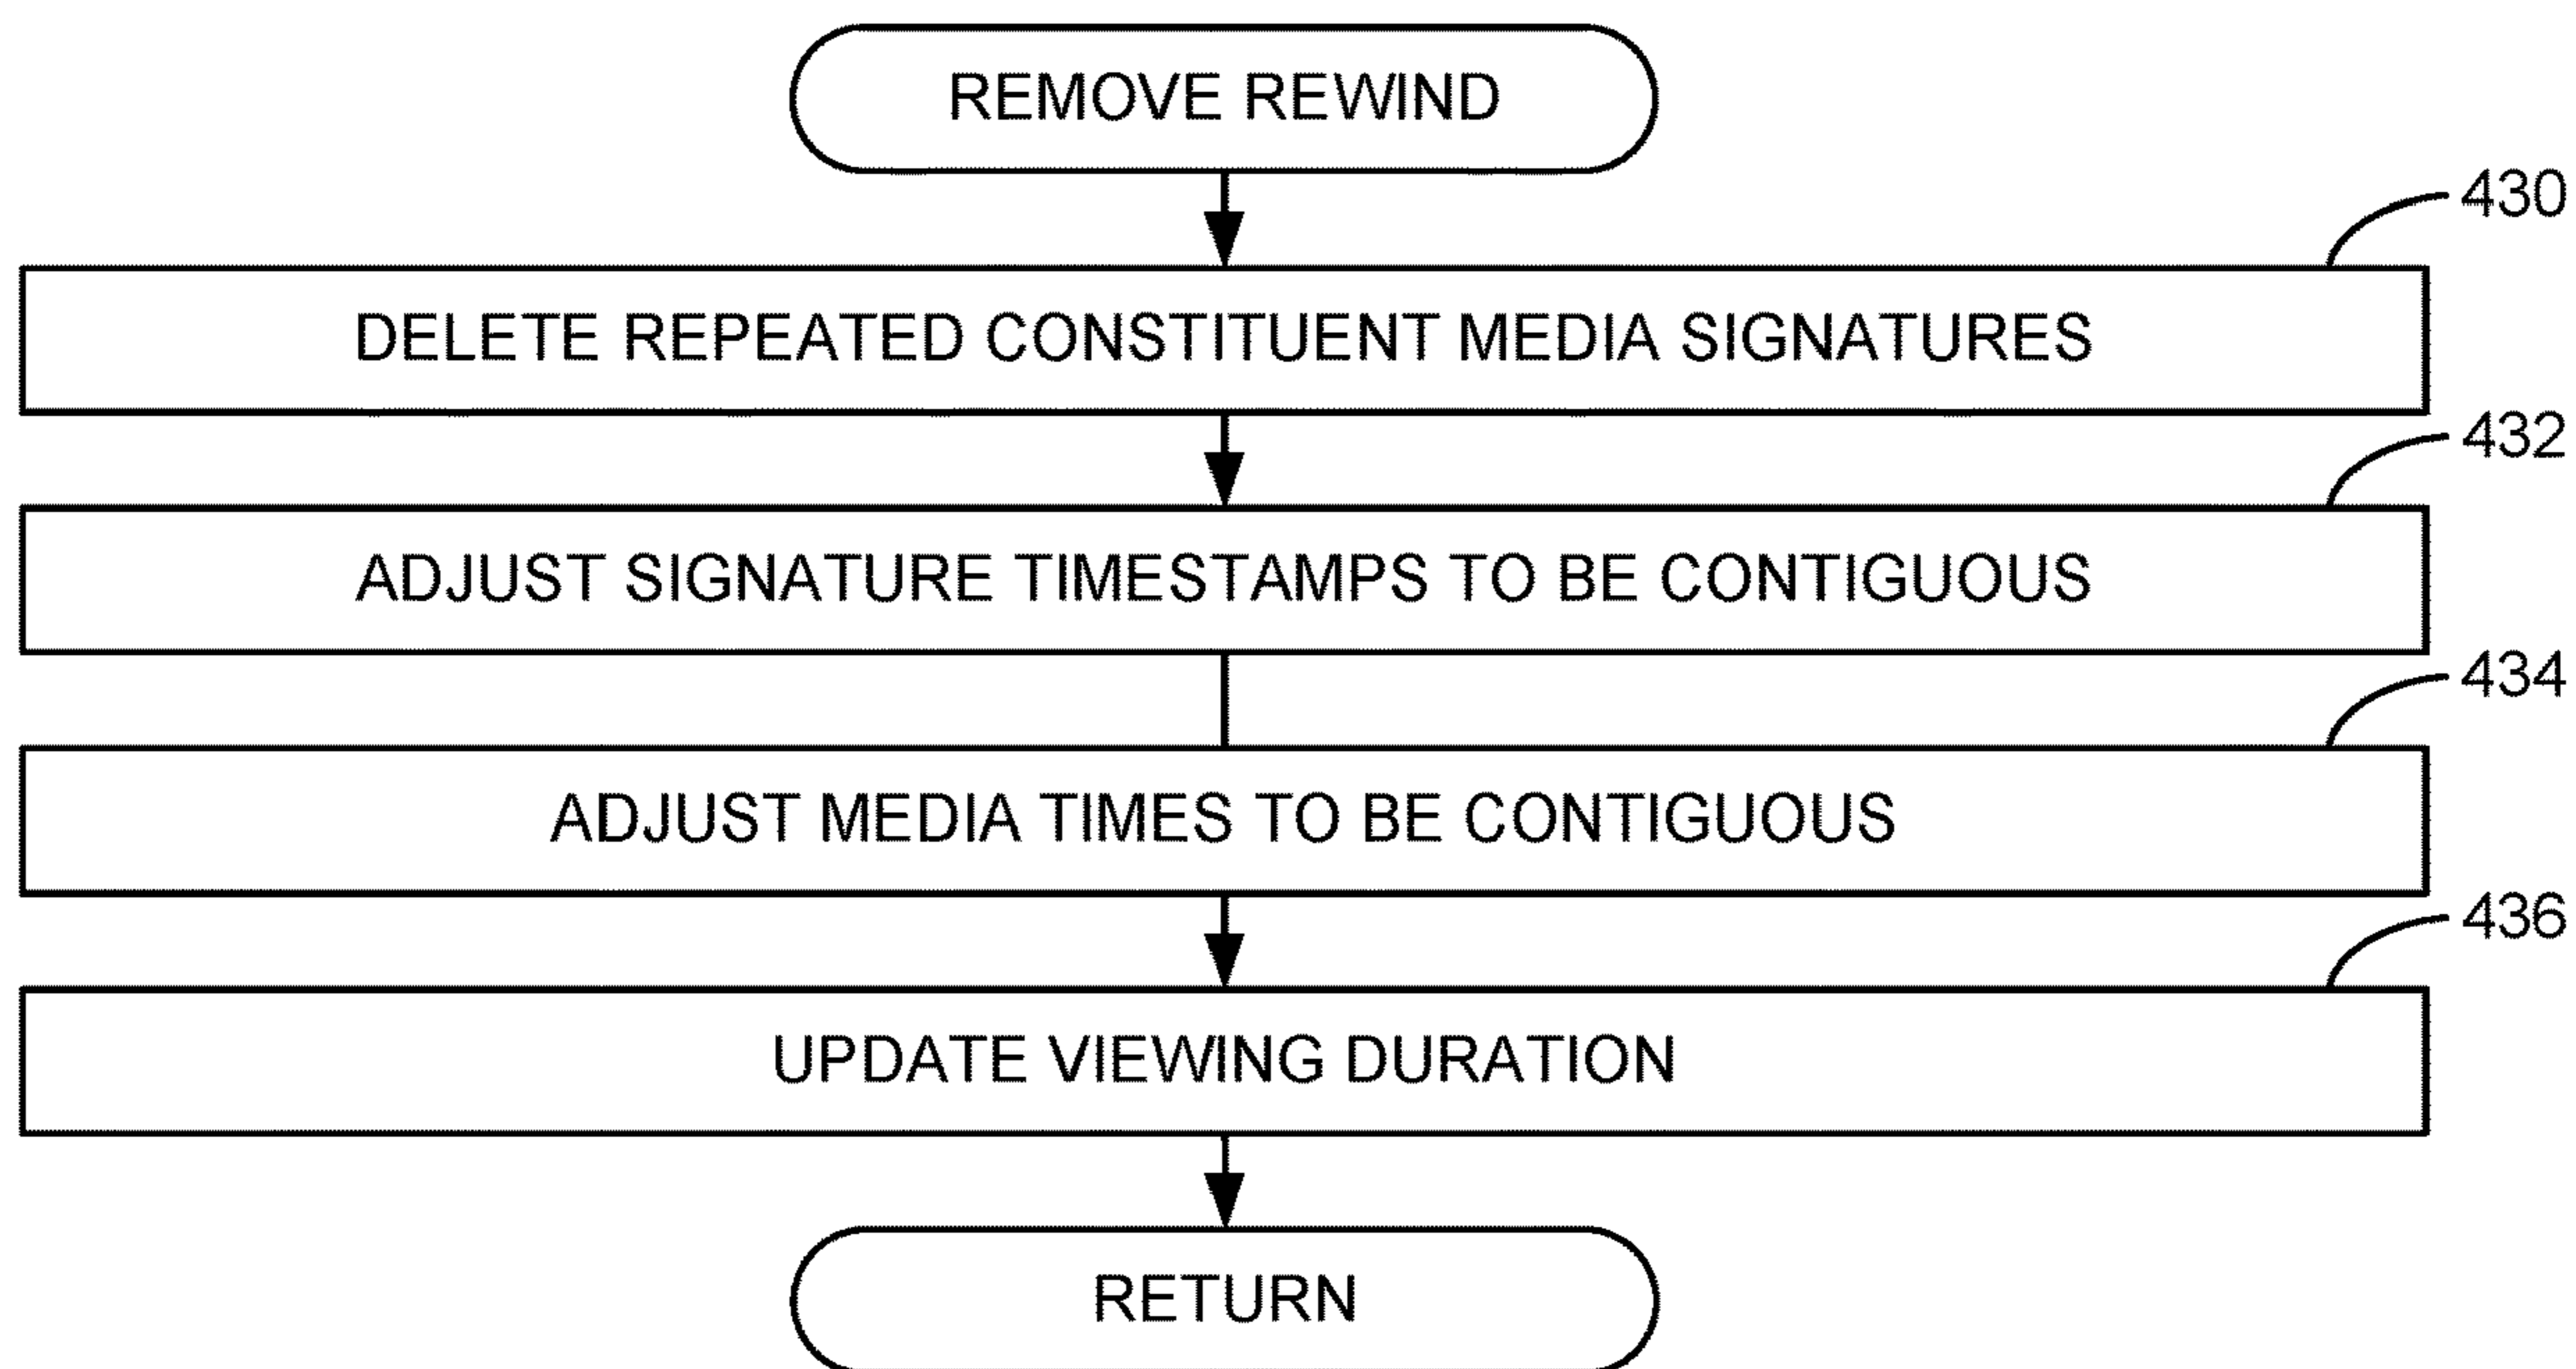 REMOVE REWIND
430
DELETE REPEATED CONSTITUENT MEDIA SIGNATURES
432
ADJUST SIGNATURE TIMESTAMPS TO BE CONTIGUOUS
434
ADJUST MEDIA TIMES TO BE CONTIGUOUS
436
UPDATE VIEWING DURATION
RETURN